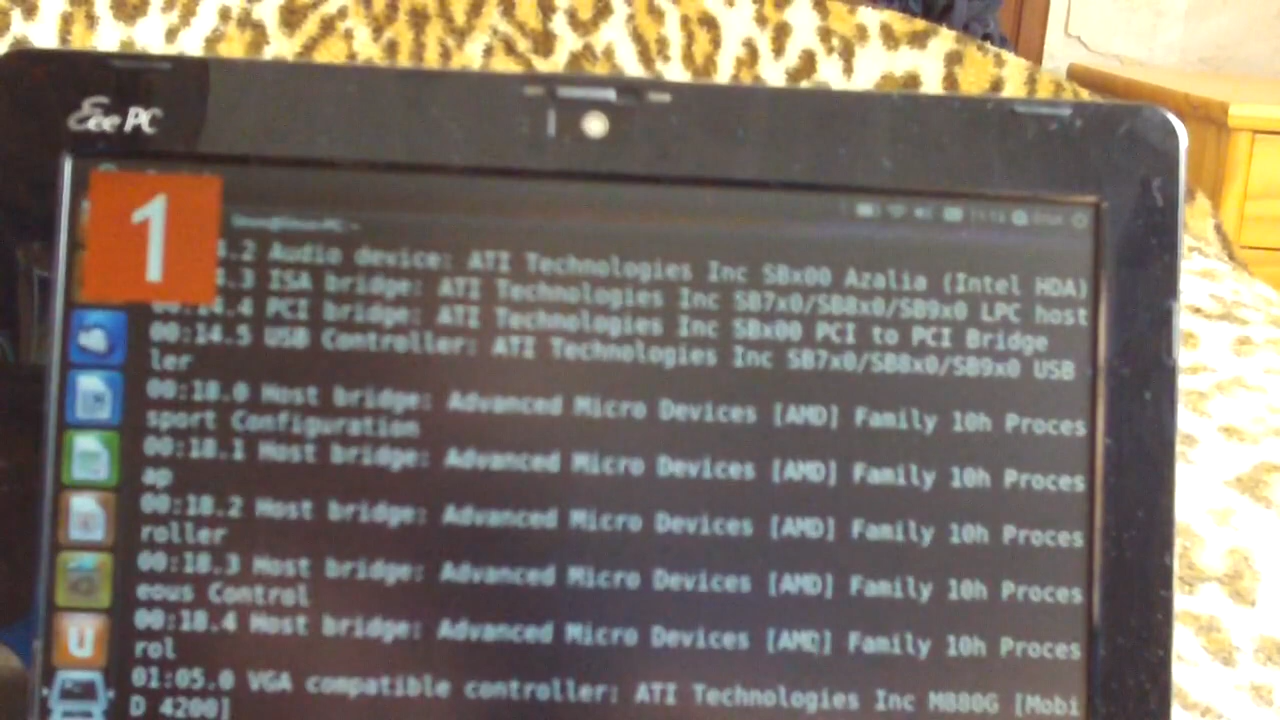 Eee PC
1
.2 Audio device: ATI Technologies Inc SBx00 Azalia (Intel HDA)
.3 ISA bridge: ATI Technologies Inc SB7x0/SB8x0/SB9x0 LPC host
00:14.4 PCI bridge: ATI Technologies Inc SBx00 PCI to PCI Bridge
00:14.5 USB Controller: ATI Technologies Inc SB7x0/SB8x0/SB9x0 USB
ler
00:18.0 Host bridge: Advanced Micro Devices [AMD] Family 10h Proces
sport Configuration
00:18.1 Host bridge: Advanced Micro Devices [AMD] Family 10h Proces
ap
00:18.2 Host bridge: Advanced Micro Devices [AMD] Family 10h Proces
roller
00:18.3 Host bridge: Advanced Micro Devices [AMD] Family 10h Proces
eous Control
00:18.4 Host bridge: Advanced Micro Devices [AMD] Family 10h Proces
rol
01:05.0 VGA compatible controller: ATI Technologies Inc M880G [Mobi
D 4200]